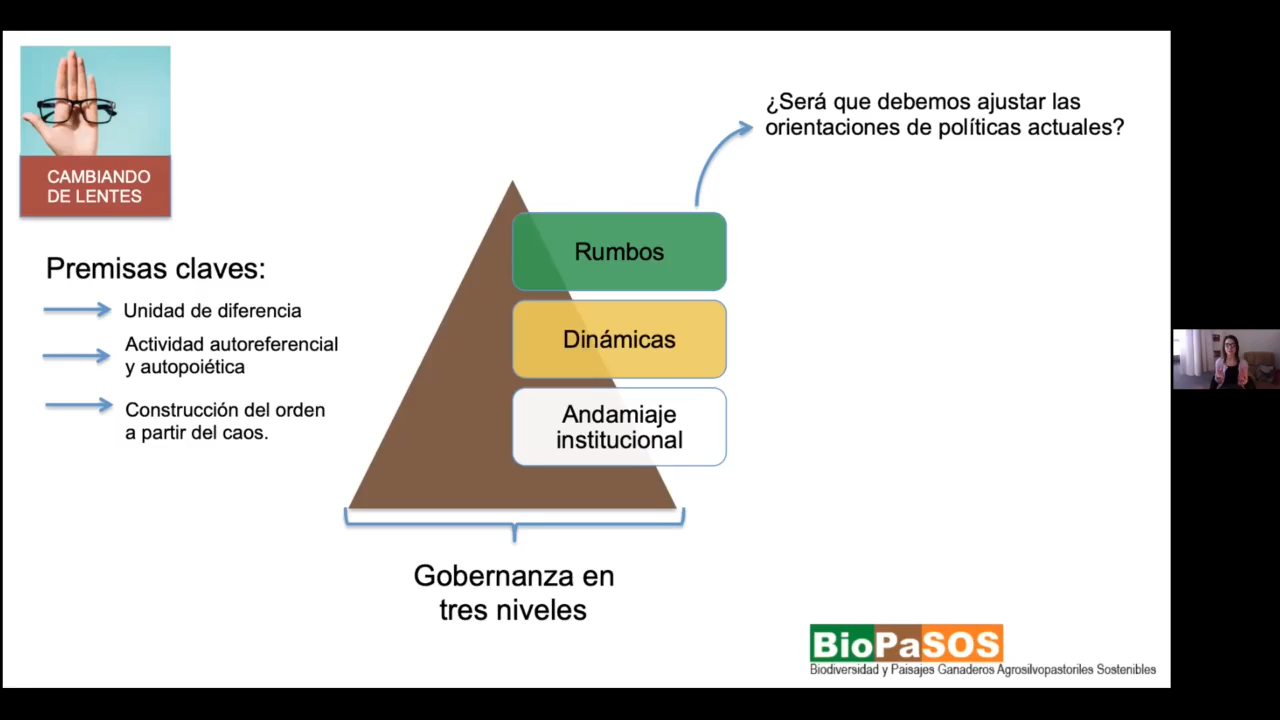 CAMBIANDO
DE LENTES
¿Será que debemos ajustar las
orientaciones de políticas actuales?
Premisas claves:
Unidad de diferencia
Actividad autoreferencial
y autopoiética
Construcción del orden
a partir del caos.
Rumbos
Dinámicas
Andamiaje
institucional
Gobernanza en
tres niveles
BioPaSOS
Biodiversidad y Paisajes Ganaderos Agrosilvopastoriles Sostenibles